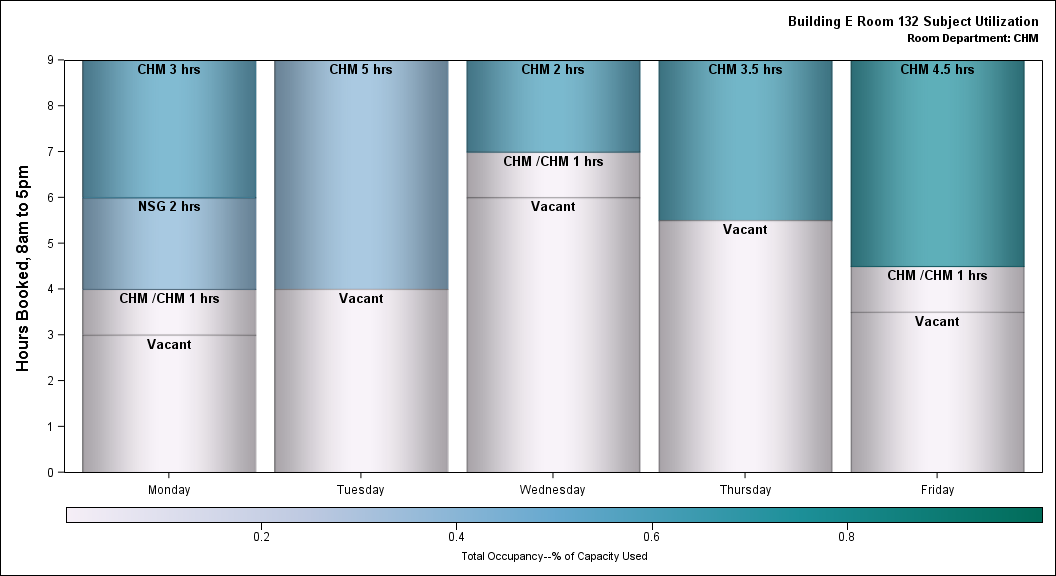 Building E Room 132 Subject Utilization
Room Department: CHM
Hours Booked, 8am to 5pm
9
8
7
6
5
4
3
2
1
0
CHM 3 hrs
NSG 2 hrs
CHM /CHM 1 hrs
Vacant
CHM 5 hrs
Vacant
CHM 2 hrs
CHM /CHM 1 hrs
Vacant
CHM 3.5 hrs
Vacant
CHM 4.5 hrs
CHM /CHM 1 hrs
Vacant
Monday Tuesday Wednesday Thursday Friday
0.2 0.4 0.6 0.8
Total Occupancy--% of Capacity Used